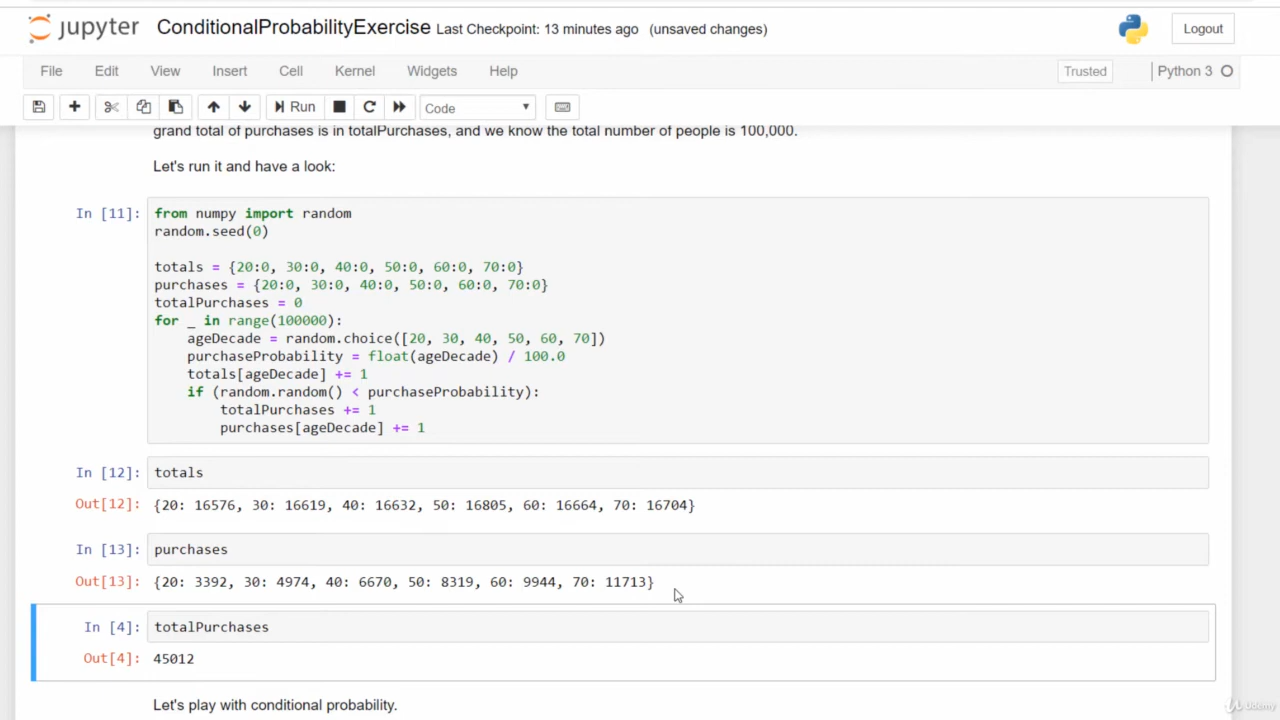 jupyter ConditionalProbabilityExercise Last Checkpoint: 13 minutes ago (unsaved changes) Logout
File Edit View Insert Cell Kernel Widgets Help Trusted Python 3
Run Code
grand total of purchases is in totalPurchases, and we know the total number of people is 100,000.
Let's run it and have a look:
In [11]: from numpy import random
random.seed(0)
totals = {20:0, 30:0, 40:0, 50:0, 60:0, 70:0}
purchases = {20:0, 30:0, 40:0, 50:0, 60:0, 70:0}
totalPurchases = 0
for _ in range(100000):
    ageDecade = random.choice([20, 30, 40, 50, 60, 70])
    purchaseProbability = float(ageDecade) / 100.0
    totals[ageDecade] += 1
    if (random.random() < purchaseProbability):
        totalPurchases += 1
        purchases[ageDecade] += 1
In [12]: totals
Out[12]: {20: 16576, 30: 16619, 40: 16632, 50: 16805, 60: 16664, 70: 16704}
In [13]: purchases
Out[13]: {20: 3392, 30: 4974, 40: 6670, 50: 8319, 60: 9944, 70: 11713}
In [4]: totalPurchases
Out[4]: 45012
Let's play with conditional probability.
Udemy